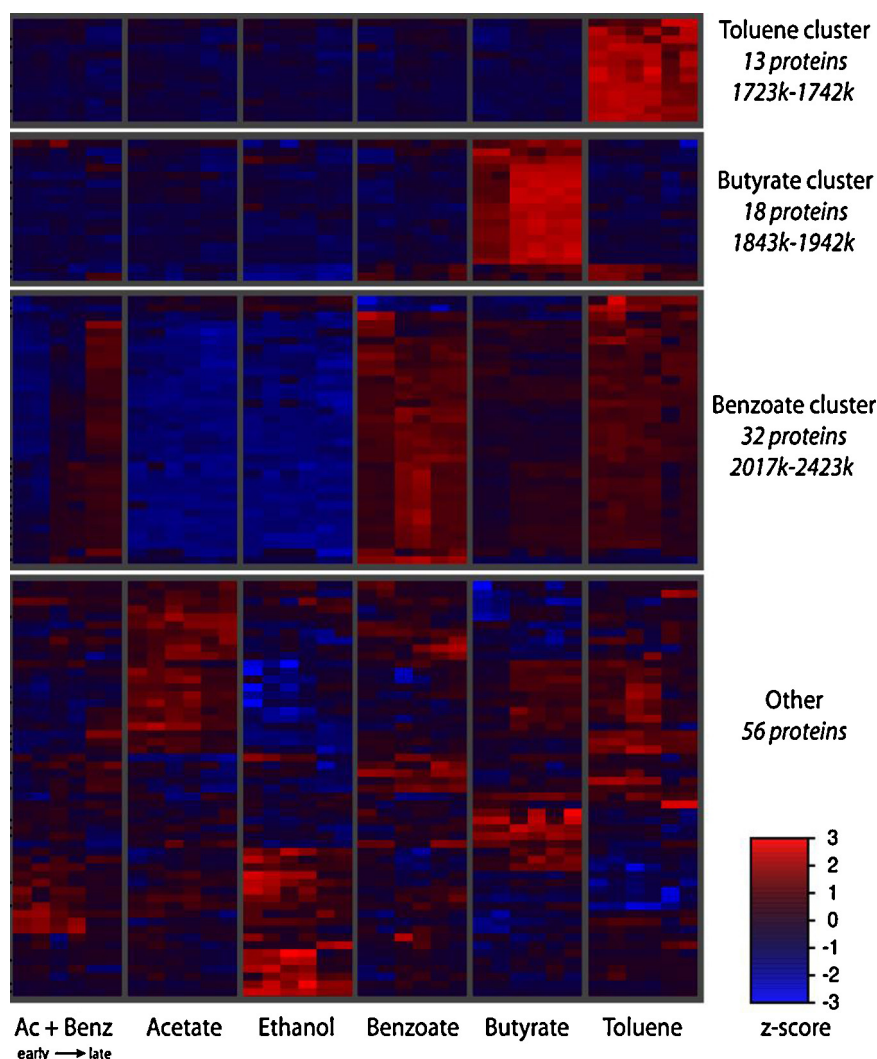 Toluene cluster
13 proteins
1723k-1742k
Butyrate cluster
18 proteins
1843k-1942k
Benzoate cluster
32 proteins
2017k-2423k
Other
56 proteins
3
2
1
0
-1
-2
-3
z-score
Ac + Benz Acetate Ethanol Benzoate Butyrate Toluene
early → late